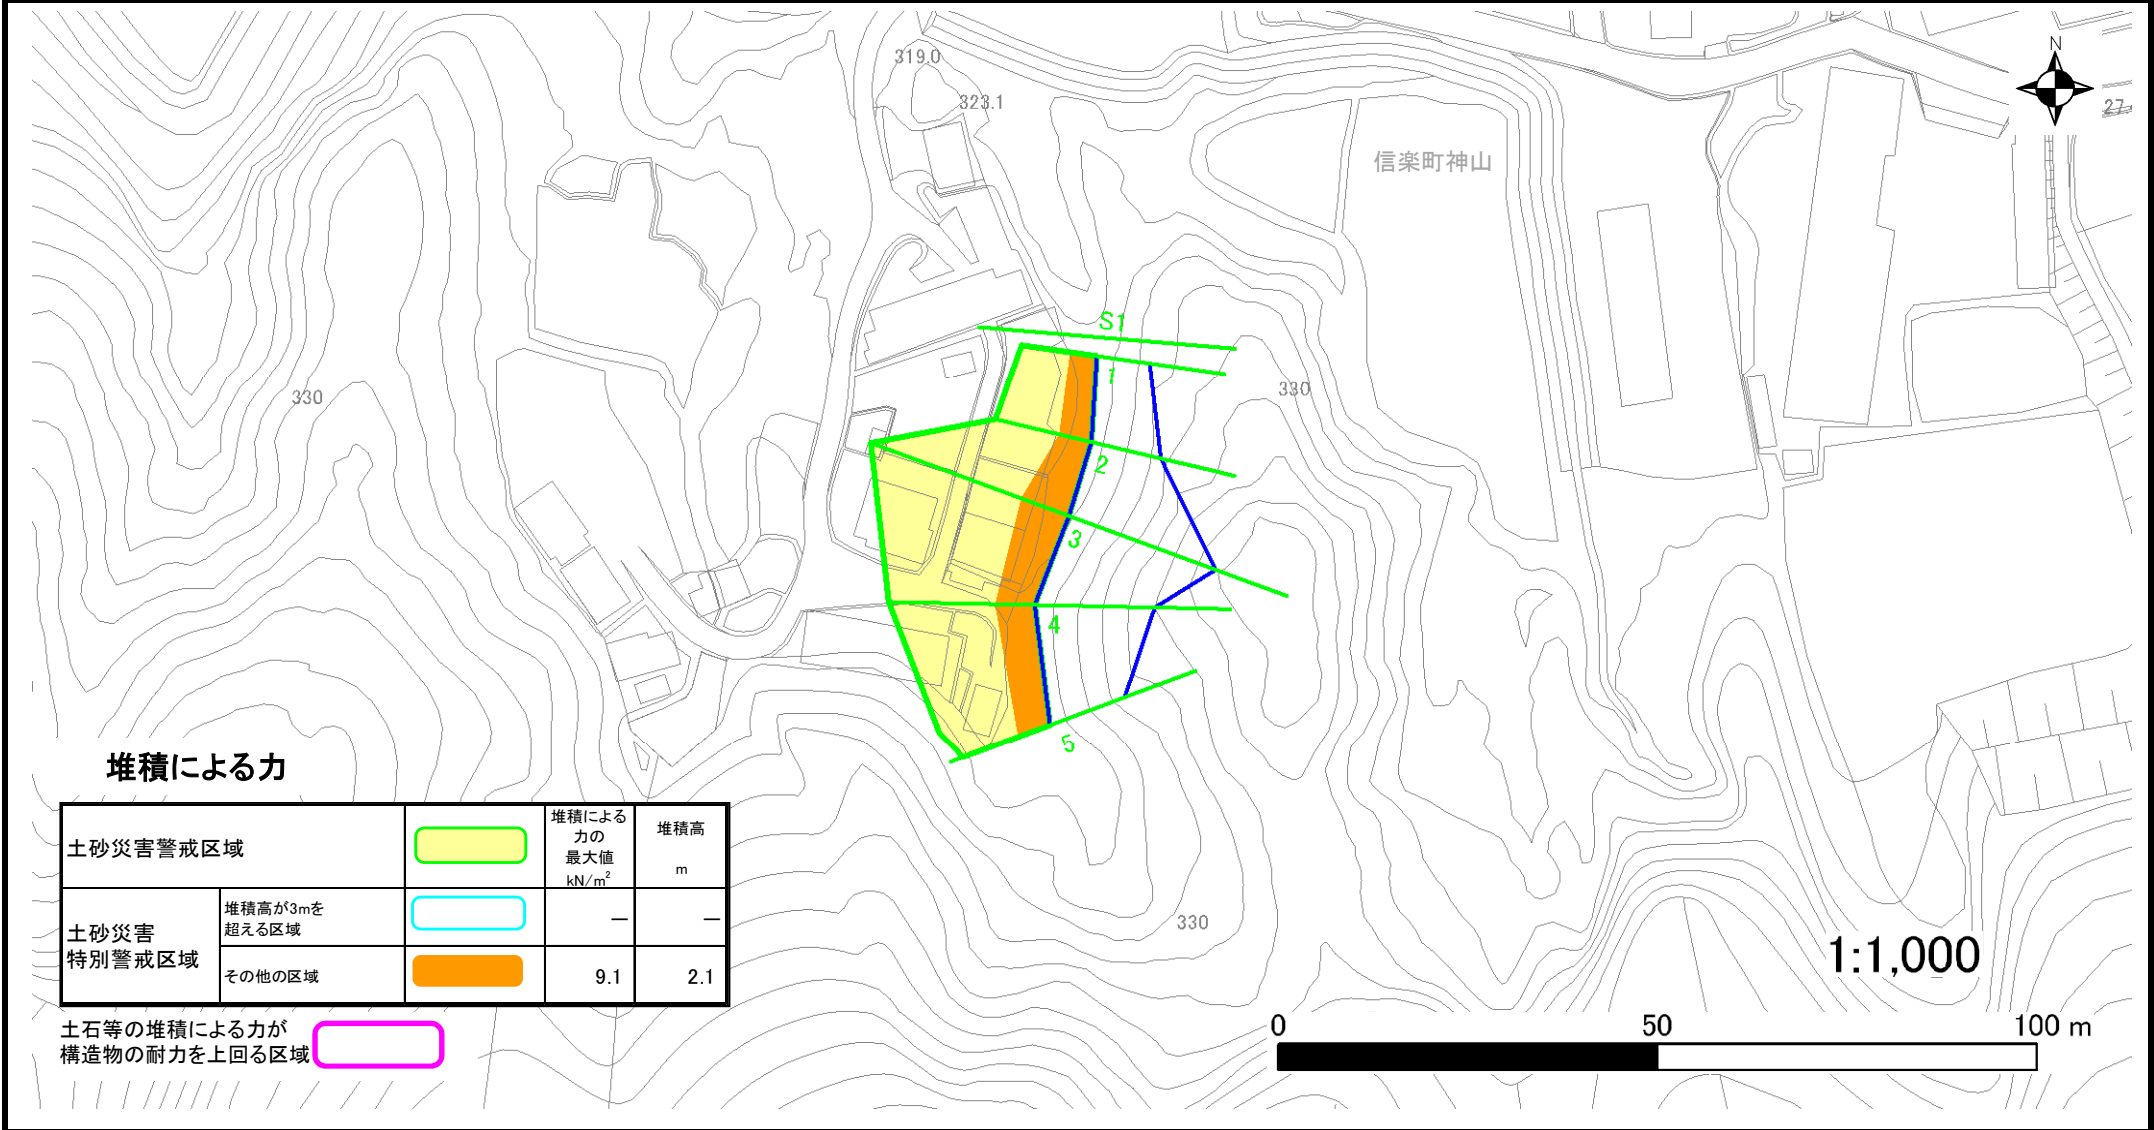 319.0
323.1
N
27
信楽町神山
S1
1
330
330
2
3
4
5
堆積による力
土砂災害警戒区域
堆積による
力の
最大値
kN/m²
堆積高
m
土砂災害
特別警戒区域
堆積高が3mを
超える区域
—
—
その他の区域
9.1
2.1
330
1:1,000
土石等の堆積による力が
構造物の耐力を上回る区域
0
50
100 m